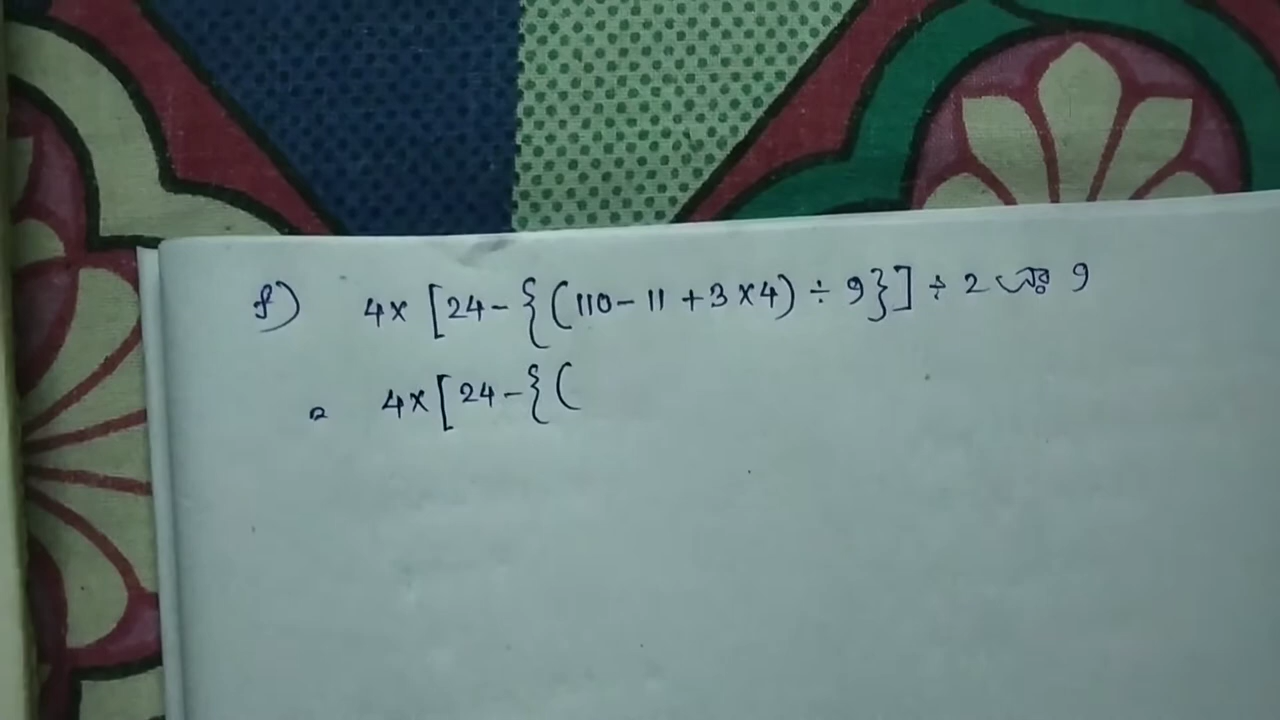 f) 4× [24-{(110-11+3×4)÷9}]÷2 এর 9
= 4×[24-{(